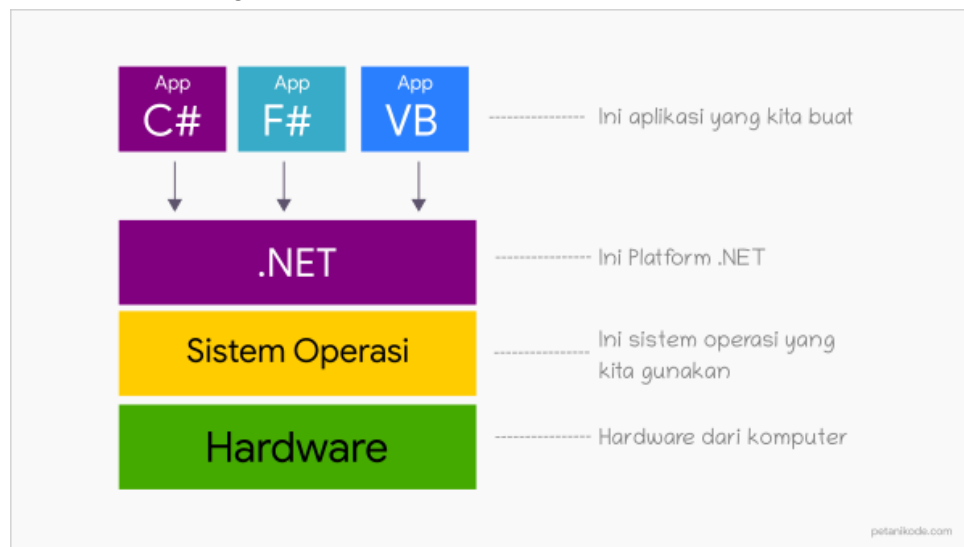 App
C#
App
F#
App
VB
Ini aplikasi yang kita buat
.NET
Ini Platform .NET
Sistem Operasi
Ini sistem operasi yang
kita gunakan
Hardware
Hardware dari komputer
petanikode.com